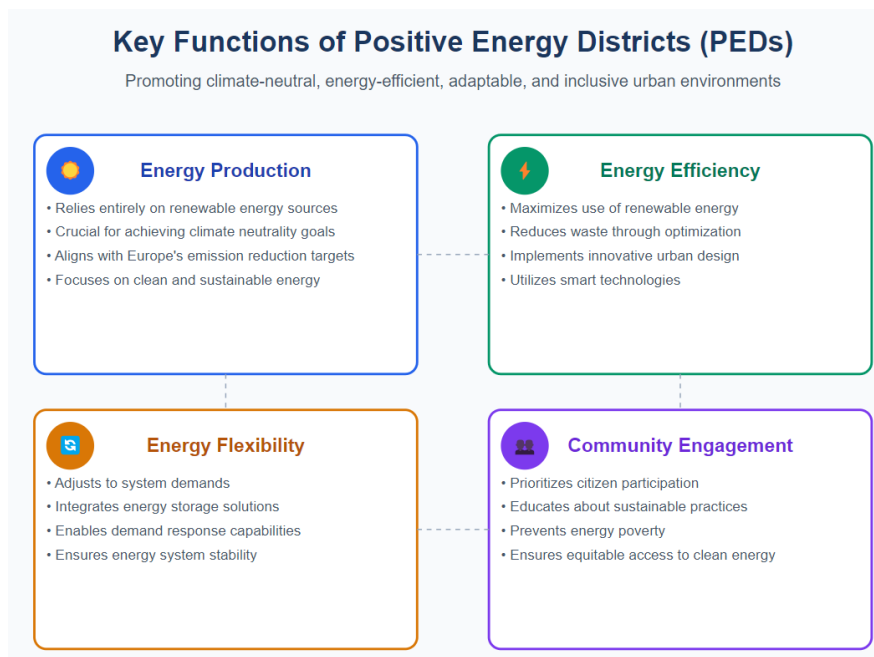 Key Functions of Positive Energy Districts (PEDs)
Promoting climate-neutral, energy-efficient, adaptable, and inclusive urban environments
Energy Production
• Relies entirely on renewable energy sources
• Crucial for achieving climate neutrality goals
• Aligns with Europe's emission reduction targets
• Focuses on clean and sustainable energy
Energy Efficiency
• Maximizes use of renewable energy
• Reduces waste through optimization
• Implements innovative urban design
• Utilizes smart technologies
Energy Flexibility
• Adjusts to system demands
• Integrates energy storage solutions
• Enables demand response capabilities
• Ensures energy system stability
Community Engagement
• Prioritizes citizen participation
• Educates about sustainable practices
• Prevents energy poverty
• Ensures equitable access to clean energy